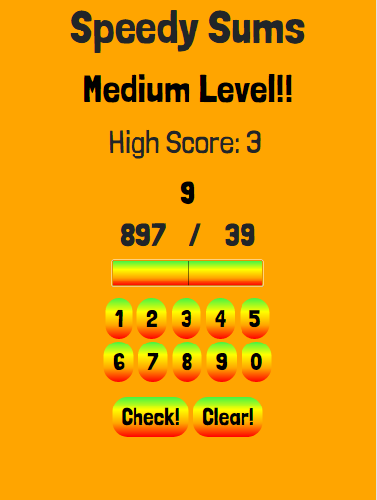 Speedy Sums
Medium Level!!
High Score: 3
9
897 / 39
1 2 3 4 5
6 7 8 9 0
Check! Clear!